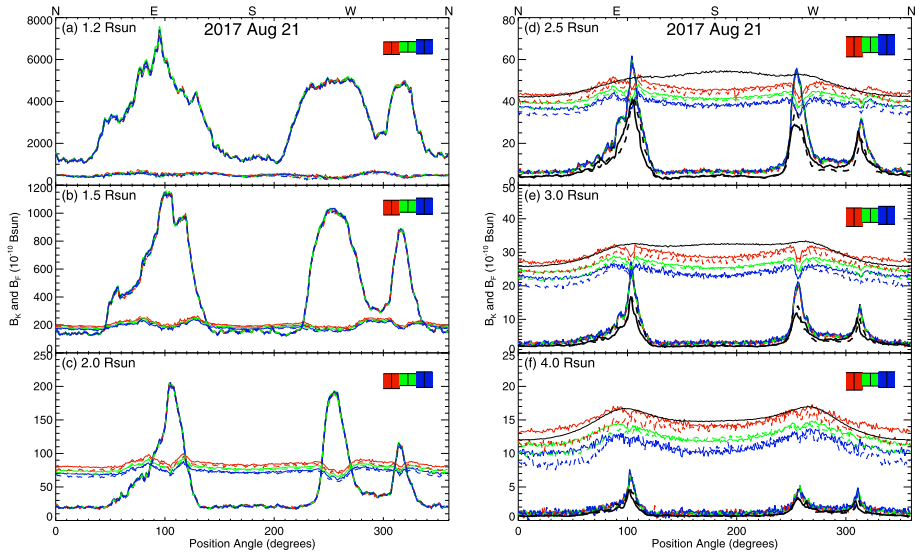 N E S W N N E S W N
(a) 1.2 Rsun 2017 Aug 21
8000
6000
4000
2000
0
(b) 1.5 Rsun
1200
1000
800
600
400
200
0
(c) 2.0 Rsun
250
200
150
100
50
0
0 100 200 300
Position Angle (degrees)
B_K and B_F (10^-10 Bsun)
(d) 2.5 Rsun 2017 Aug 21
80
60
40
20
0
(e) 3.0 Rsun
50
40
30
20
10
0
(f) 4.0 Rsun
25
20
15
10
5
0
0 100 200 300
Position Angle (degrees)
B_K and B_F (10^-10 Bsun)